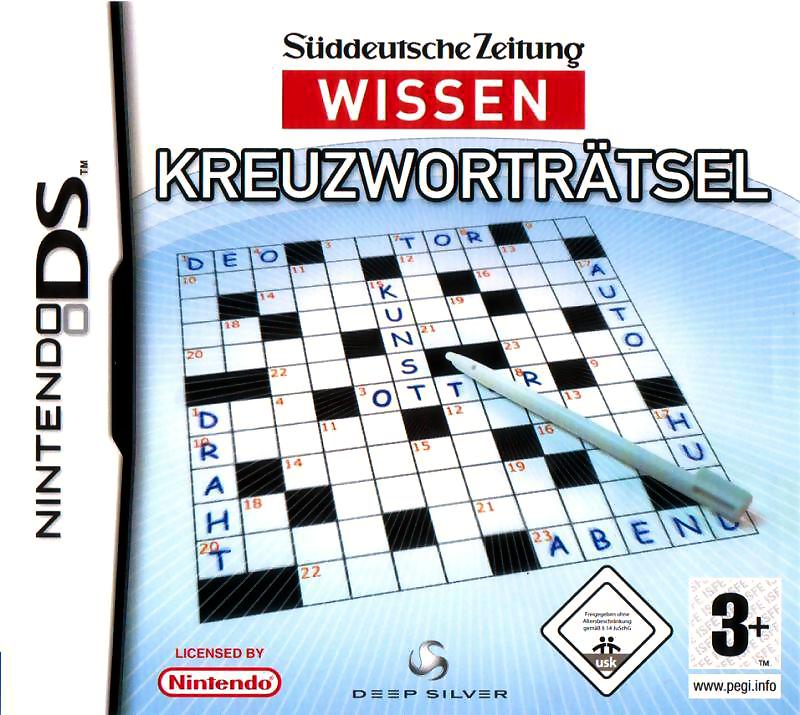 NINTENDO DS™
Süddeutsche Zeitung
WISSEN
KREUZWORTRÄTSEL
DEO
TOR
KUNST
AUTO
OTTER
DRAHT
HU
ABEND
LICENSED BY
Nintendo
DEEP SILVER
Freigegeben ohne
Altersbeschränkung
gemäß § 14 JuSchG
usk
3+
™
www.pegi.info